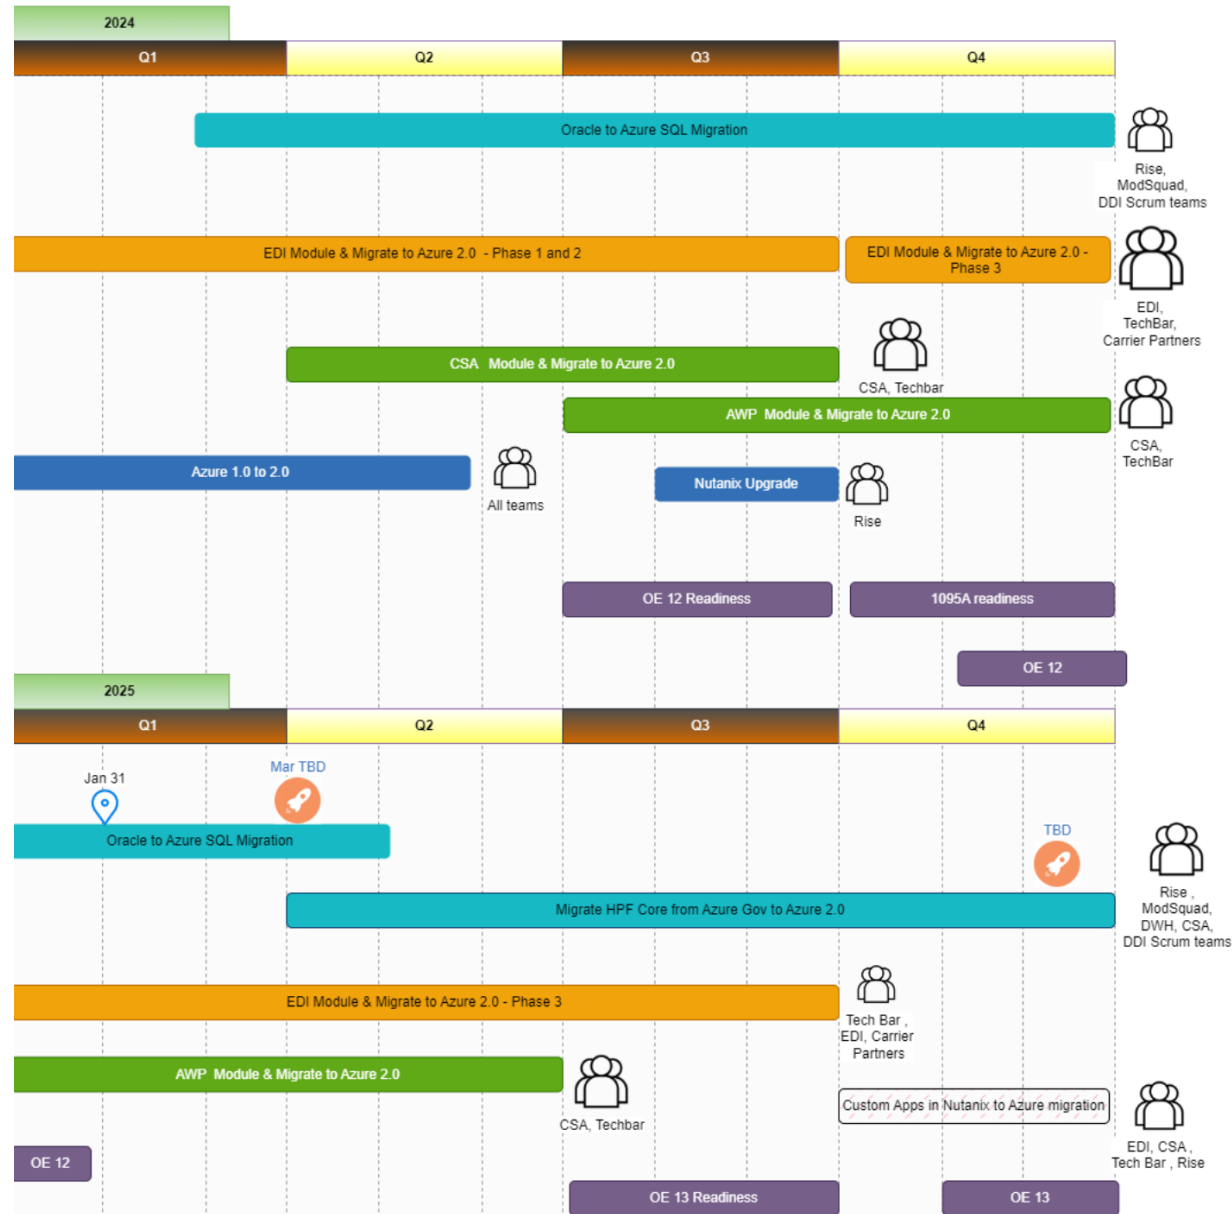 2024
Q1
Q2
Q3
Q4
Oracle to Azure SQL Migration
Rise,
ModSquad,
DDI Scrum teams
EDI Module & Migrate to Azure 2.0 - Phase 1 and 2
EDI Module & Migrate to Azure 2.0 -
Phase 3
EDI,
TechBar,
Carrier Partners
CSA Module & Migrate to Azure 2.0
CSA, Techbar
AWP Module & Migrate to Azure 2.0
CSA,
TechBar
Azure 1.0 to 2.0
All teams
Nutanix Upgrade
Rise
OE 12 Readiness
1095A readiness
OE 12
2025
Q1
Q2
Q3
Q4
Jan 31
Mar TBD
Oracle to Azure SQL Migration
TBD
Migrate HPF Core from Azure Gov to Azure 2.0
Rise ,
ModSquad,
DWH, CSA,
DDI Scrum teams
EDI Module & Migrate to Azure 2.0 - Phase 3
Tech Bar ,
EDI, Carrier
Partners
AWP Module & Migrate to Azure 2.0
CSA, Techbar
Custom Apps in Nutanix to Azure migration
EDI, CSA ,
Tech Bar , Rise
OE 12
OE 13 Readiness
OE 13